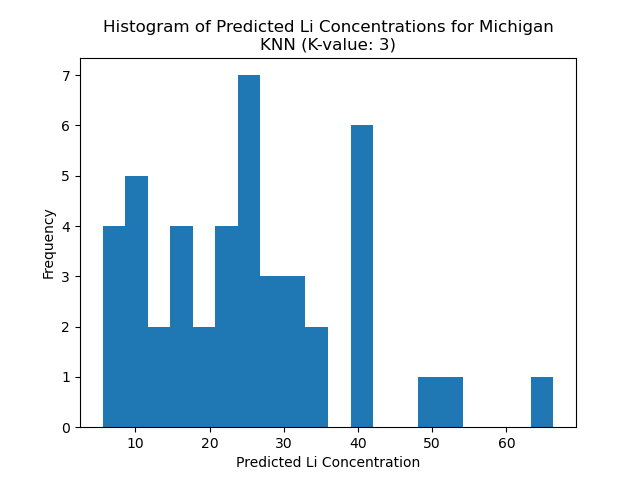 Histogram of Predicted Li Concentrations for Michigan
KNN (K-value: 3)
7
6
5
4
3
2
1
0
Frequency
10 20 30 40 50 60
Predicted Li Concentration